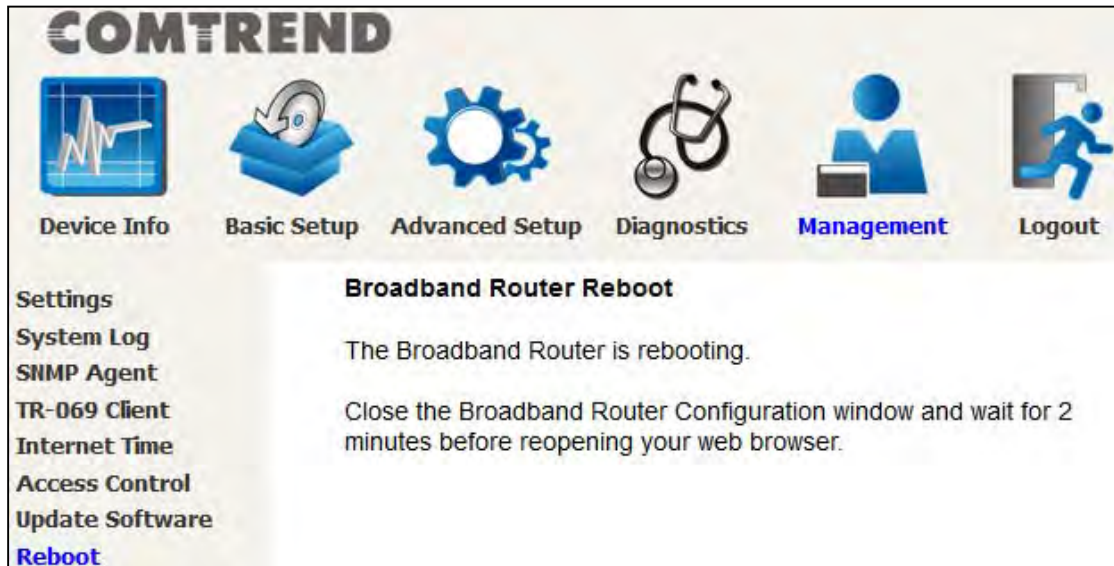 COMTREND
Device Info
Basic Setup
Advanced Setup
Diagnostics
Management
Logout
Settings
System Log
SNMP Agent
TR-069 Client
Internet Time
Access Control
Update Software
Reboot
Broadband Router Reboot
The Broadband Router is rebooting.
Close the Broadband Router Configuration window and wait for 2
minutes before reopening your web browser.